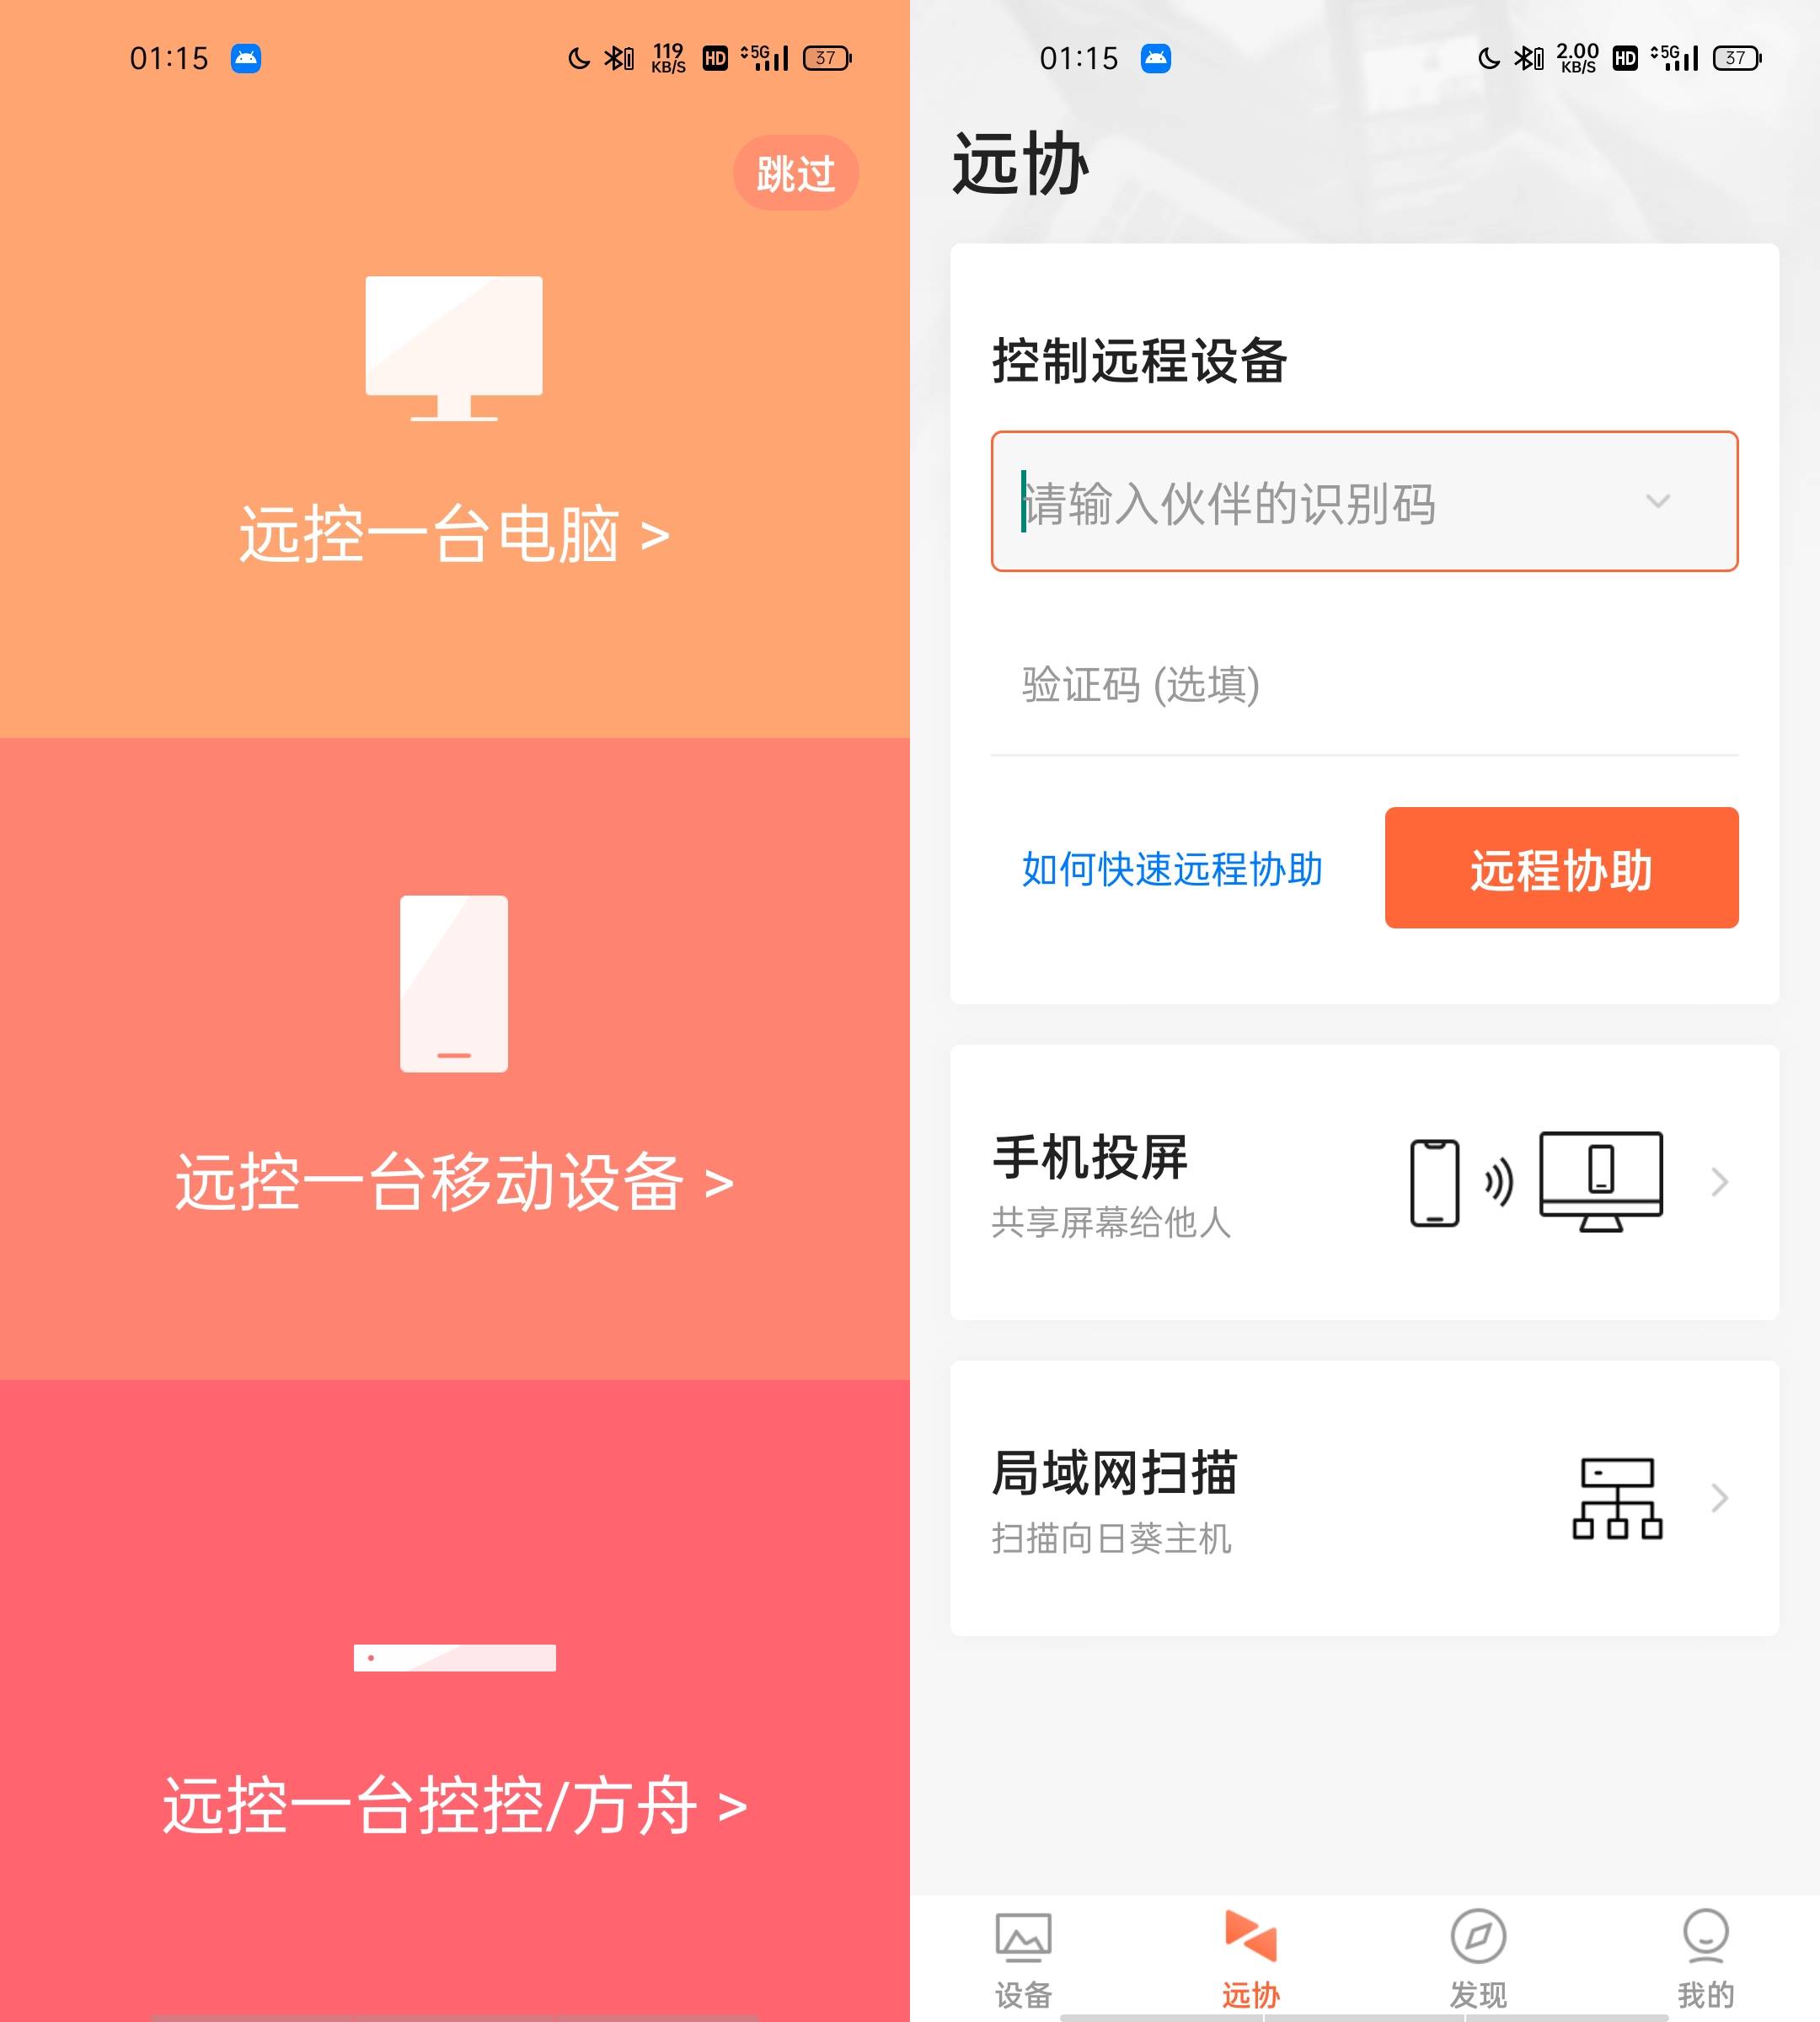 01:15
119
KB/S
HD
5G
37
跳过
远控一台电脑 >
远控一台移动设备 >
远控一台控控/方舟 >
01:15
2.00
KB/S
HD
5G
37
远协
控制远程设备
请输入伙伴的识别码
验证码 (选填)
如何快速远程协助
远程协助
手机投屏
共享屏幕给他人
局域网扫描
扫描向日葵主机
设备
远协
发现
我的